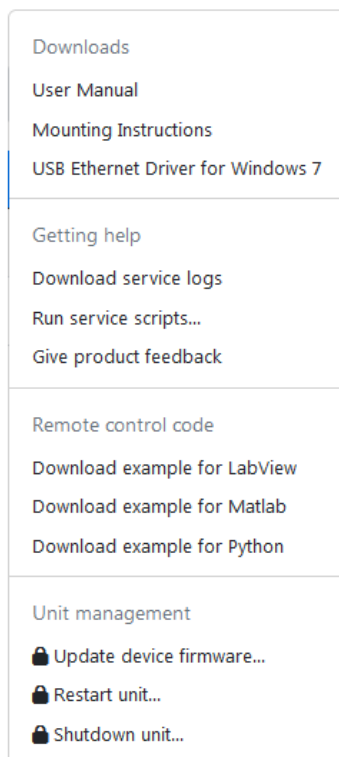 Downloads
User Manual
Mounting Instructions
USB Ethernet Driver for Windows 7
Getting help
Download service logs
Run service scripts...
Give product feedback
Remote control code
Download example for LabView
Download example for Matlab
Download example for Python
Unit management
Update device firmware...
Restart unit...
Shutdown unit...